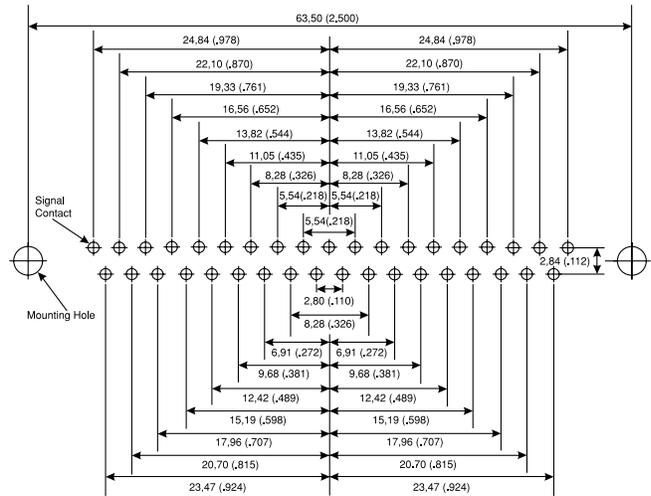 63,50 (2,500)
24,84 (.978) 24,84 (.978)
22,10 (.870) 22,10 (.870)
19,33 (.761) 19,33 (.761)
16,56 (.652) 16,56 (.652)
13,82 (.544) 13,82 (.544)
11,05 (.435) 11,05 (.435)
8,28 (.326) 8,28 (.326)
5,54(.218) 5,54(.218)
5,54(.218)
Signal
Contact
2,84 (.112)
Mounting Hole
2,80 (.110)
8,28 (.326)
6,91 (.272) 6,91 (.272)
9,68 (.381) 9,68 (.381)
12,42 (.489) 12,42 (.489)
15,19 (.598) 15,19 (.598)
17,96 (.707) 17,96 (.707)
20,70 (.815) 20.70 (.815)
23,47 (.924) 23,47 (.924)